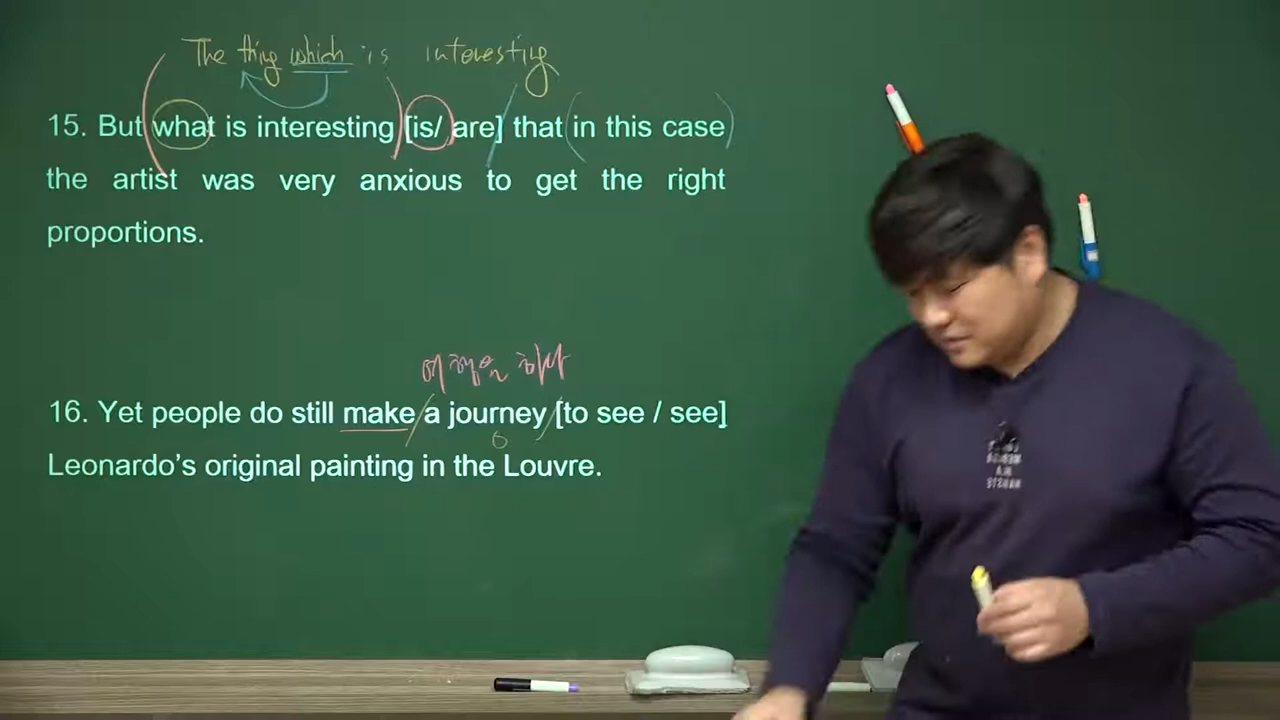 The thing which is interesting
15. But what is interesting [is/ are] that in this case
the artist was very anxious to get the right
proportions.
여행을 하다
16. Yet people do still make a journey [to see / see]
Leonardo's original painting in the Louvre.